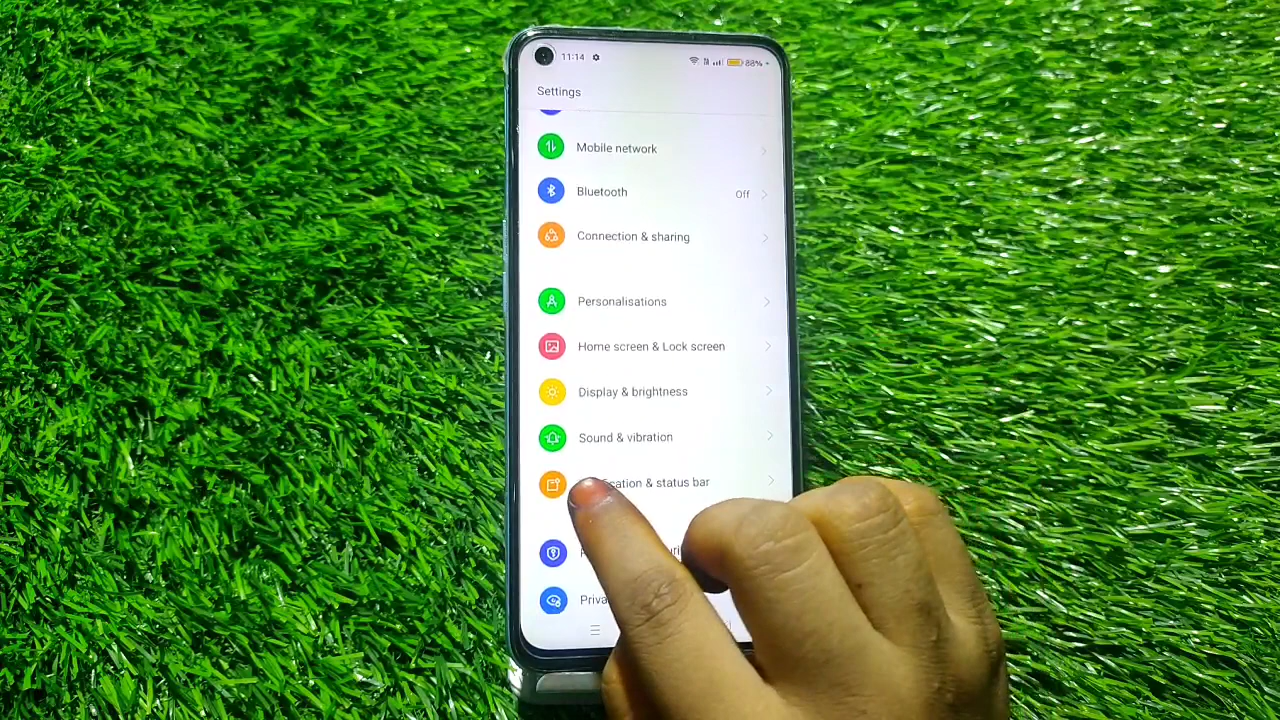 11:14 88%
Settings
Mobile network
Bluetooth Off
Connection & sharing
Personalisations
Home screen & Lock screen
Display & brightness
Sound & vibration
& status bar